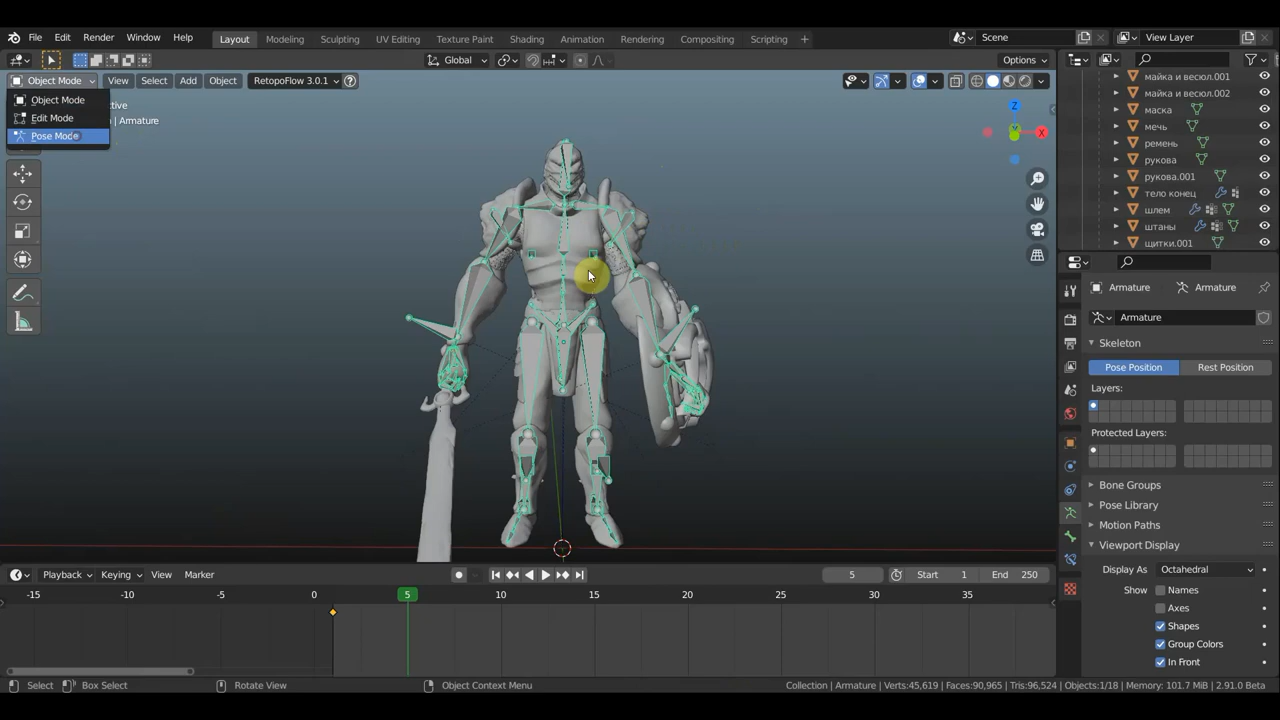 File Edit Render Window Help Layout Modeling Sculpting UV Editing Texture Paint Shading Animation Rendering Compositing Scripting + Scene View Layer
Global Options
Object Mode View Select Add Object RetopoFlow 3.0.1 ?
Object Mode
Edit Mode
Pose Mode
ctive
| Armature
Z
X
майка и весюл.001
майка и весюл.002
маска
мечь
ремень
рукова
рукова.001
тело конец
шлем
штаны
щитки.001
Armature Armature
Armature
Skeleton
Pose Position Rest Position
Layers:
Protected Layers:
Bone Groups
Pose Library
Motion Paths
Viewport Display
Display As Octahedral
Show Names
Axes
Shapes
Group Colors
In Front
Playback Keying View Marker 5 Start 1 End 250
-15 -10 -5 0 5 10 15 20 25 30 35
Select Box Select Rotate View Object Context Menu Collection | Armature | Verts:45,619 | Faces:90,965 | Tris:96,524 | Objects:1/18 | Memory: 101.7 MiB | 2.91.0 Beta